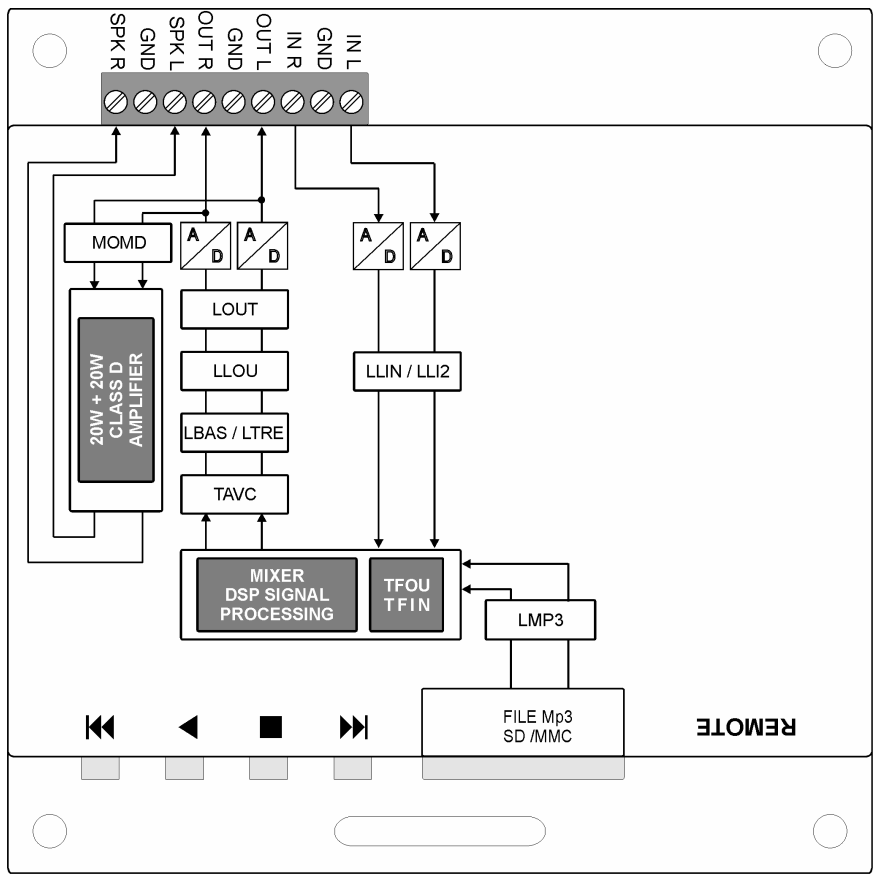 SPK R
GND
SPK L
OUT R
GND
OUT L
IN R
GND
IN L
A
D
A
D
A
D
A
D
MOMD
LOUT
LLOU
LLIN / LLI2
20W + 20W
CLASS D
AMPLIFIER
LBAS / LTRE
TAVC
MIXER
DSP SIGNAL
PROCESSING
TFOU
TFIN
LMP3
FILE Mp3
SD /MMC
REMOTE